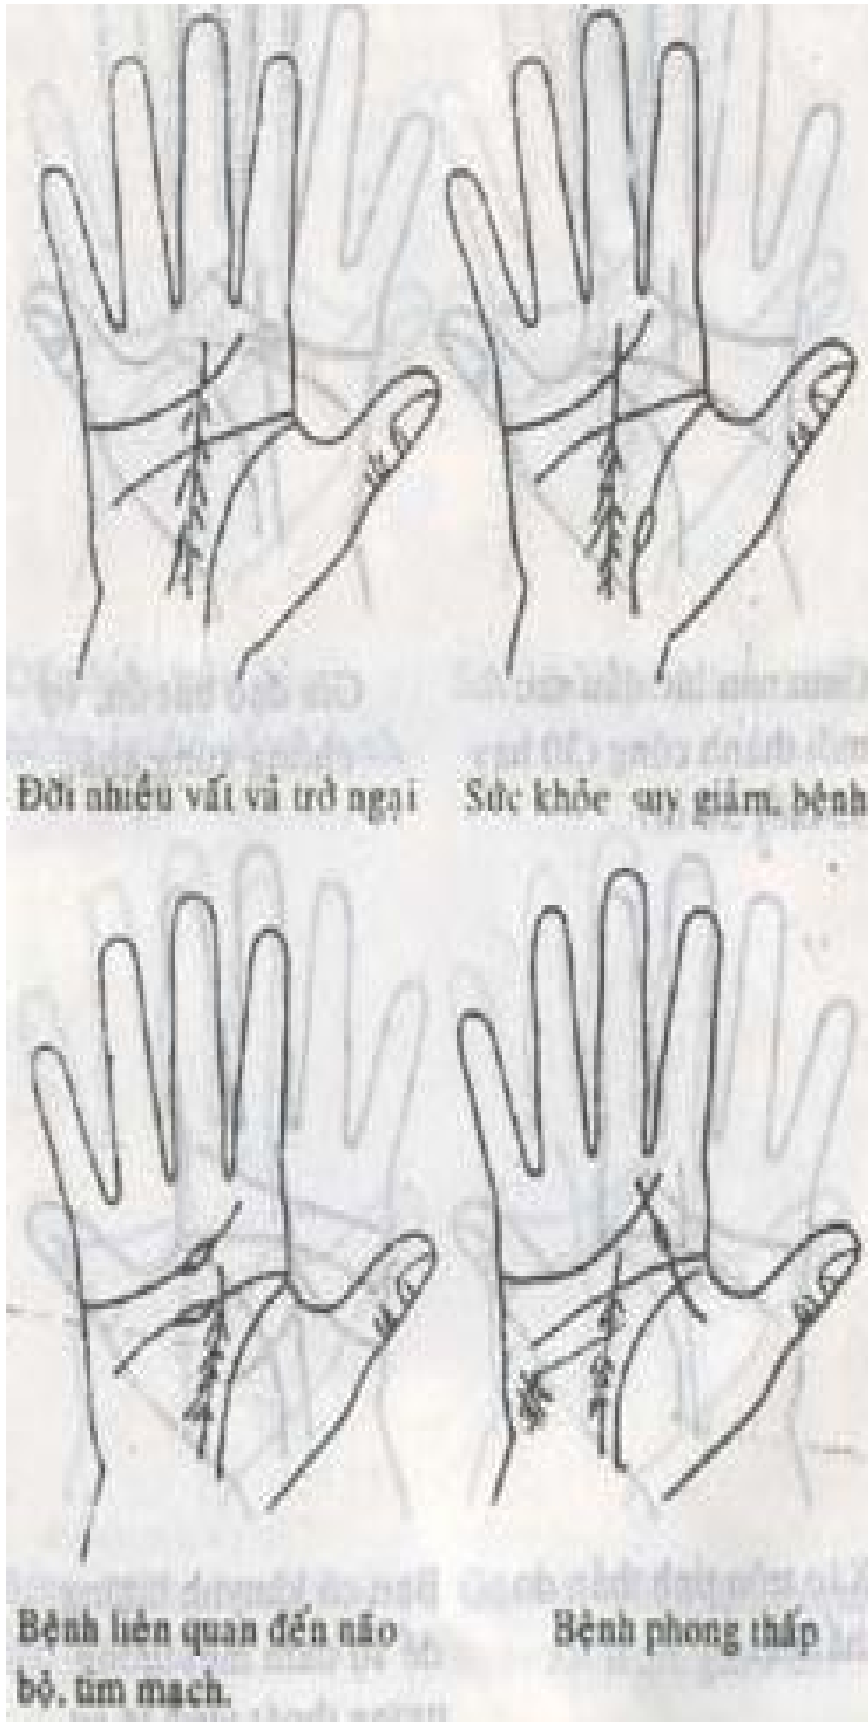 Đời nhiều vất vả trở ngại
Sức khỏe suy giảm, bệnh
Bệnh liên quan đến não
bộ, tim mạch.
Bệnh phong thấp